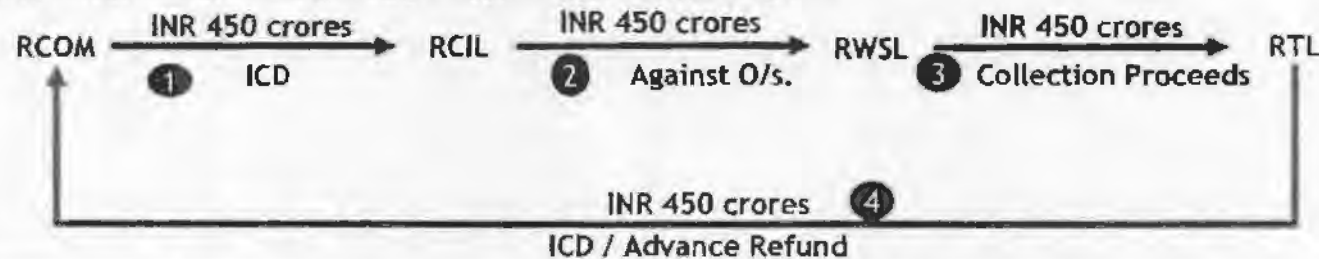 INR 450 crores INR 450 crores INR 450 crores
RCOM RCIL RWSL RTL
1 ICD 2 Against O/s. 3 Collection Proceeds
INR 450 crores 4
ICD / Advance Refund